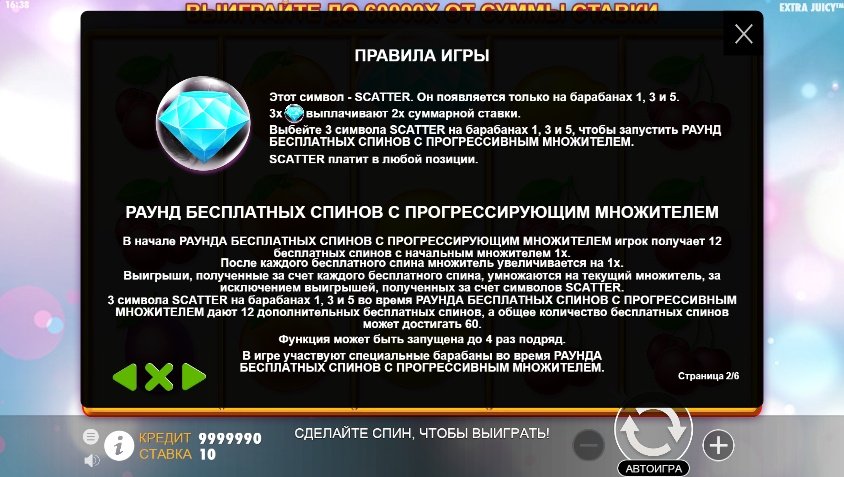 16:38
ВЫИГРАЙТЕ ДО 60000X ОТ СУММЫ СТАВКИ
EXTRA JUICY™
ПРАВИЛА ИГРЫ
Этот символ - SCATTER. Он появляется только на барабанах 1, 3 и 5.
3x выплачивают 2x суммарной ставки.
Выбейте 3 символа SCATTER на барабанах 1, 3 и 5, чтобы запустить РАУНД
БЕСПЛАТНЫХ СПИНОВ С ПРОГРЕССИВНЫМ МНОЖИТЕЛЕМ.
SCATTER платит в любой позиции.
РАУНД БЕСПЛАТНЫХ СПИНОВ С ПРОГРЕССИРУЮЩИМ МНОЖИТЕЛЕМ
В начале РАУНДА БЕСПЛАТНЫХ СПИНОВ С ПРОГРЕССИРУЮЩИМ МНОЖИТЕЛЕМ игрок получает 12
бесплатных спинов с начальным множителем 1x.
После каждого бесплатного спина множитель увеличивается на 1x.
Выигрыши, полученные за счет каждого бесплатного спина, умножаются на текущий множитель, за
исключением выигрышей, полученных за счет символов SCATTER.
3 символа SCATTER на барабанах 1, 3 и 5 во время РАУНДА БЕСПЛАТНЫХ СПИНОВ С ПРОГРЕССИВНЫМ
МНОЖИТЕЛЕМ дают 12 дополнительных бесплатных спинов, а общее количество бесплатных спинов
может достигать 60.
Функция может быть запущена до 4 раз подряд.
В игре участвуют специальные барабаны во время РАУНДА
БЕСПЛАТНЫХ СПИНОВ С ПРОГРЕССИВНЫМ МНОЖИТЕЛЕМ.
Страница 2/6
КРЕДИТ 9999990
СТАВКА 10
СДЕЛАЙТЕ СПИН, ЧТОБЫ ВЫИГРАТЬ!
АВТОИГРА